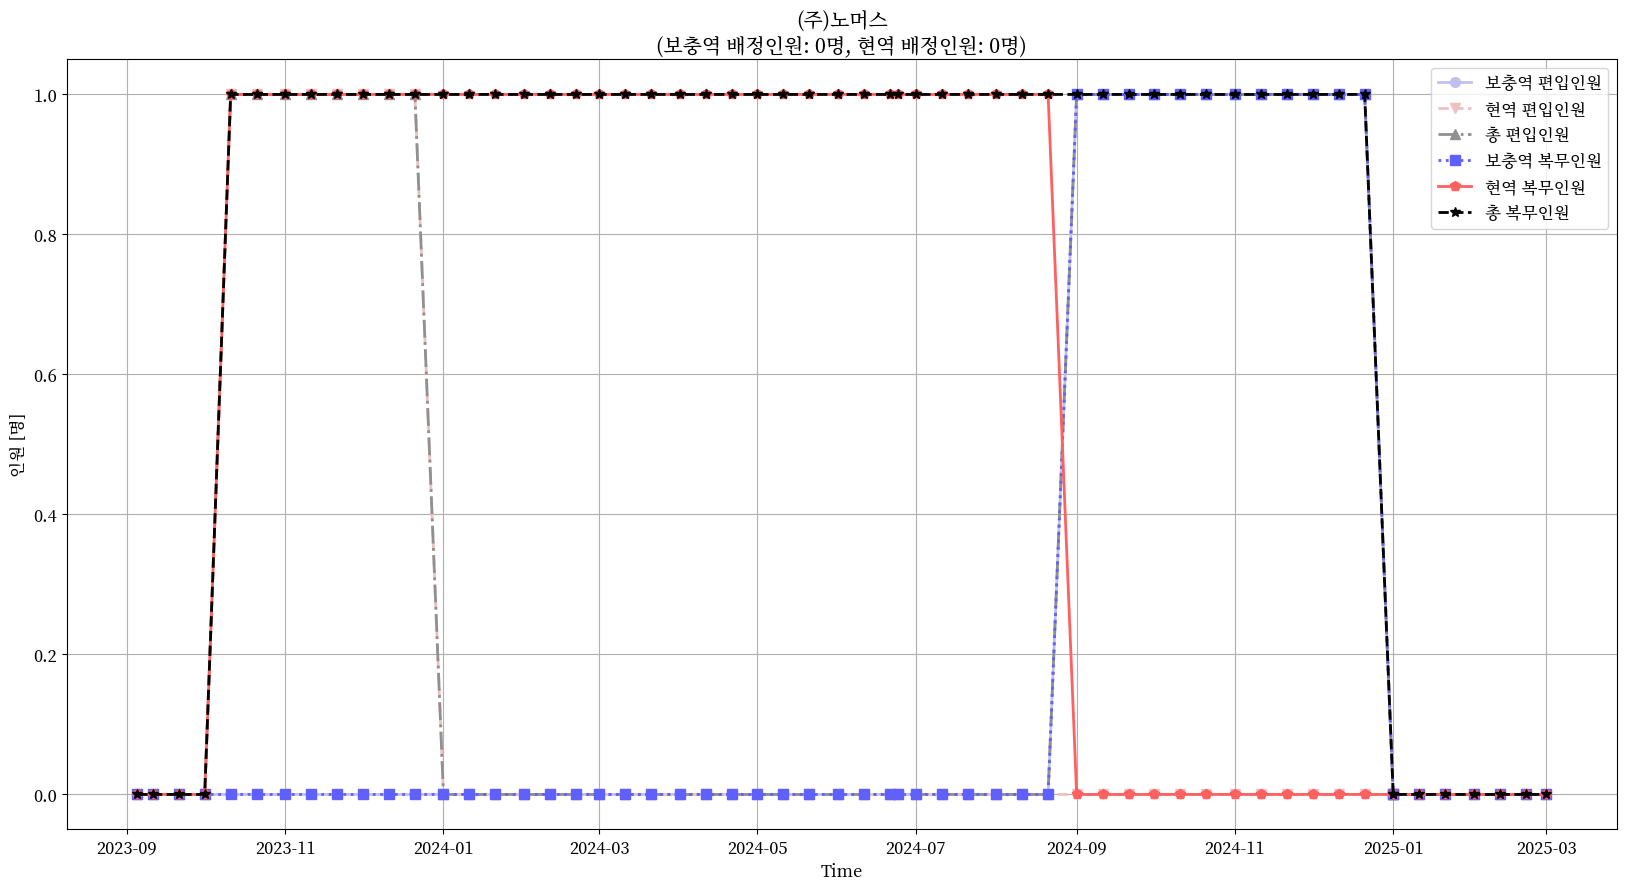 (주)노머스
(보충역 배정인원: 0명, 현역 배정인원: 0명)
보충역 편입인원
현역 편입인원
총 편입인원
보충역 복무인원
현역 복무인원
총 복무인원
인원 [명]
1.0
0.8
0.6
0.4
0.2
0.0
2023-09 2023-11 2024-01 2024-03 2024-05 2024-07 2024-09 2024-11 2025-01 2025-03
Time